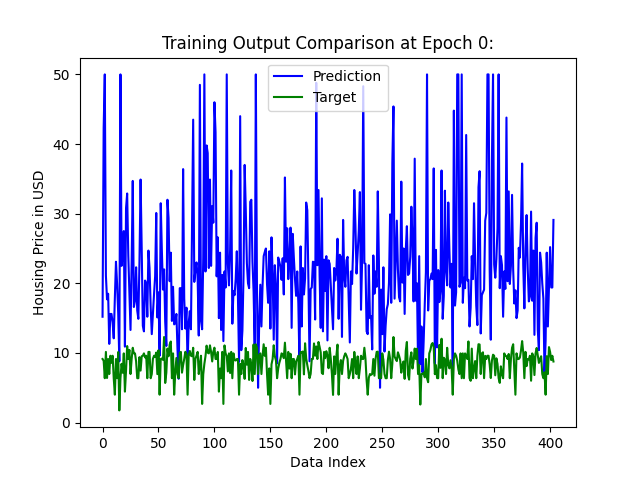 Training Output Comparison at Epoch 0:
Prediction
Target
Housing Price in USD
50
40
30
20
10
0
0 50 100 150 200 250 300 350 400
Data Index